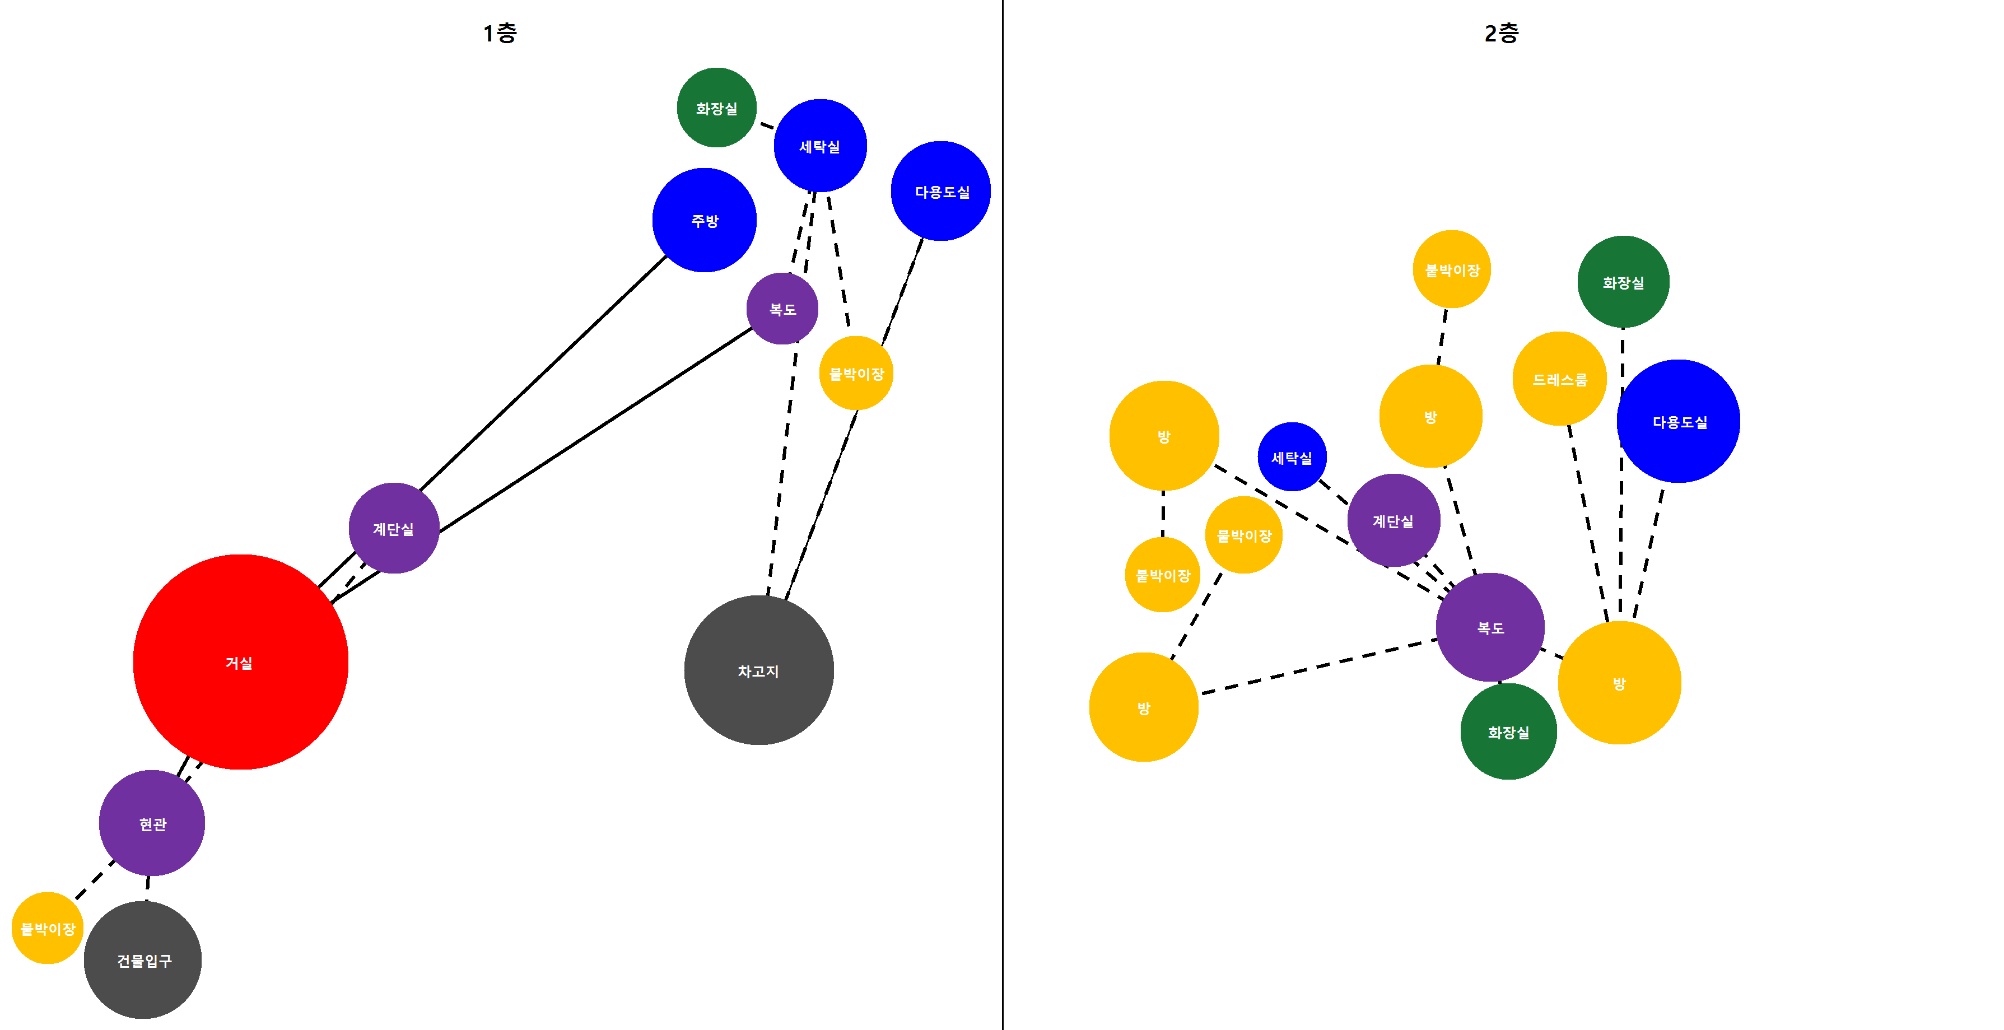 1층
화장실
세탁실
다용도실
주방
복도
붙박이장
계단실
거실
차고지
현관
붙박이장
건물입구
2층
붙박이장
화장실
드레스룸
방
다용도실
방
세탁실
계단실
붙박이장
붙박이장
복도
방
방
화장실